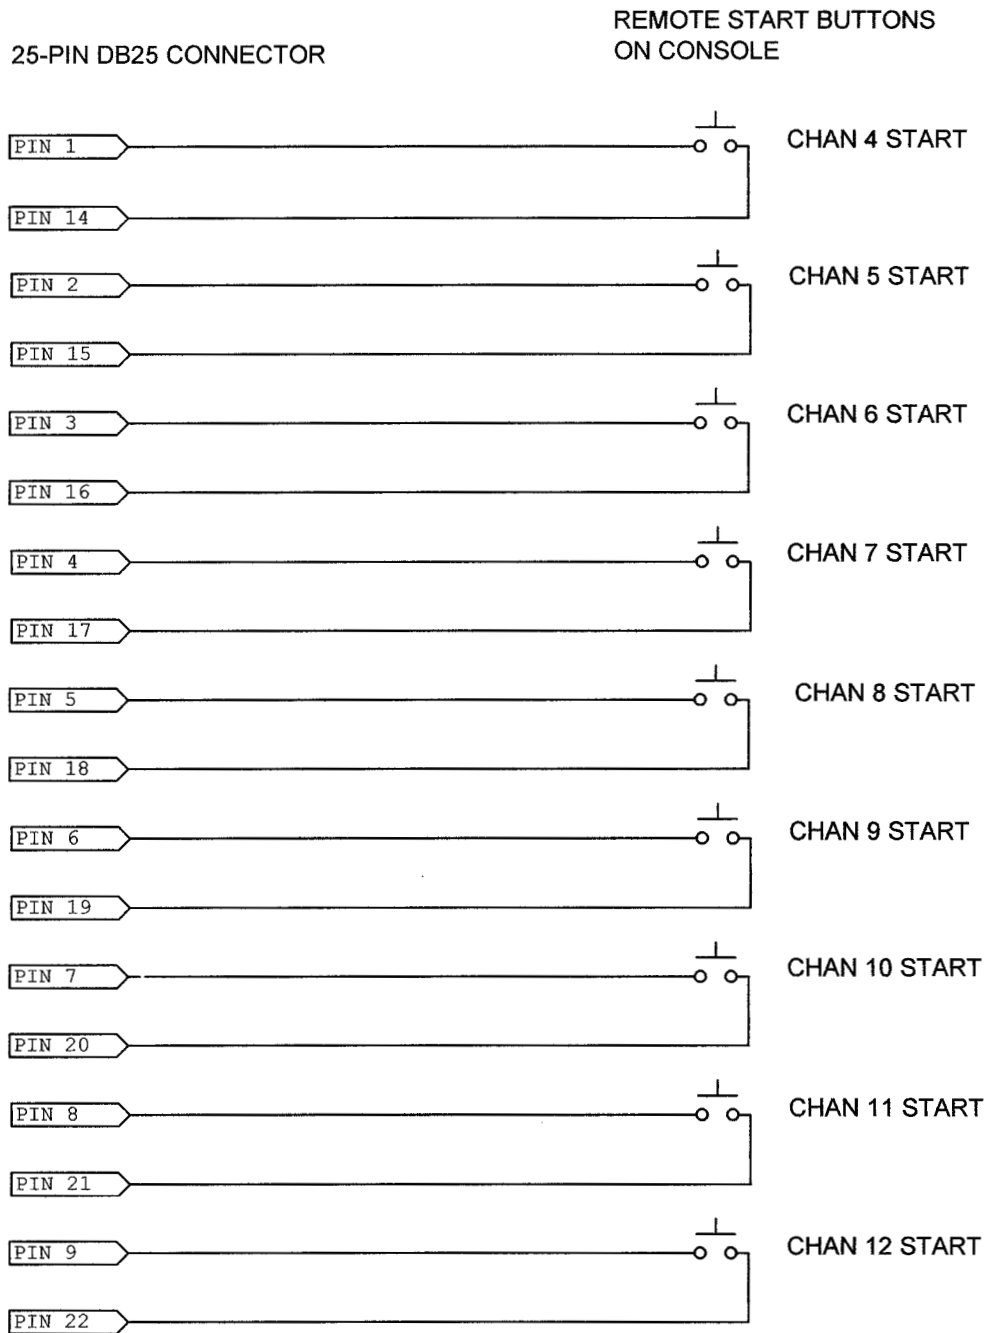 REMOTE START BUTTONS
ON CONSOLE
25-PIN DB25 CONNECTOR
PIN 1
CHAN 4 START
PIN 14
PIN 2
CHAN 5 START
PIN 15
PIN 3
CHAN 6 START
PIN 16
PIN 4
CHAN 7 START
PIN 17
PIN 5
CHAN 8 START
PIN 18
PIN 6
CHAN 9 START
PIN 19
PIN 7
CHAN 10 START
PIN 20
PIN 8
CHAN 11 START
PIN 21
PIN 9
CHAN 12 START
PIN 22